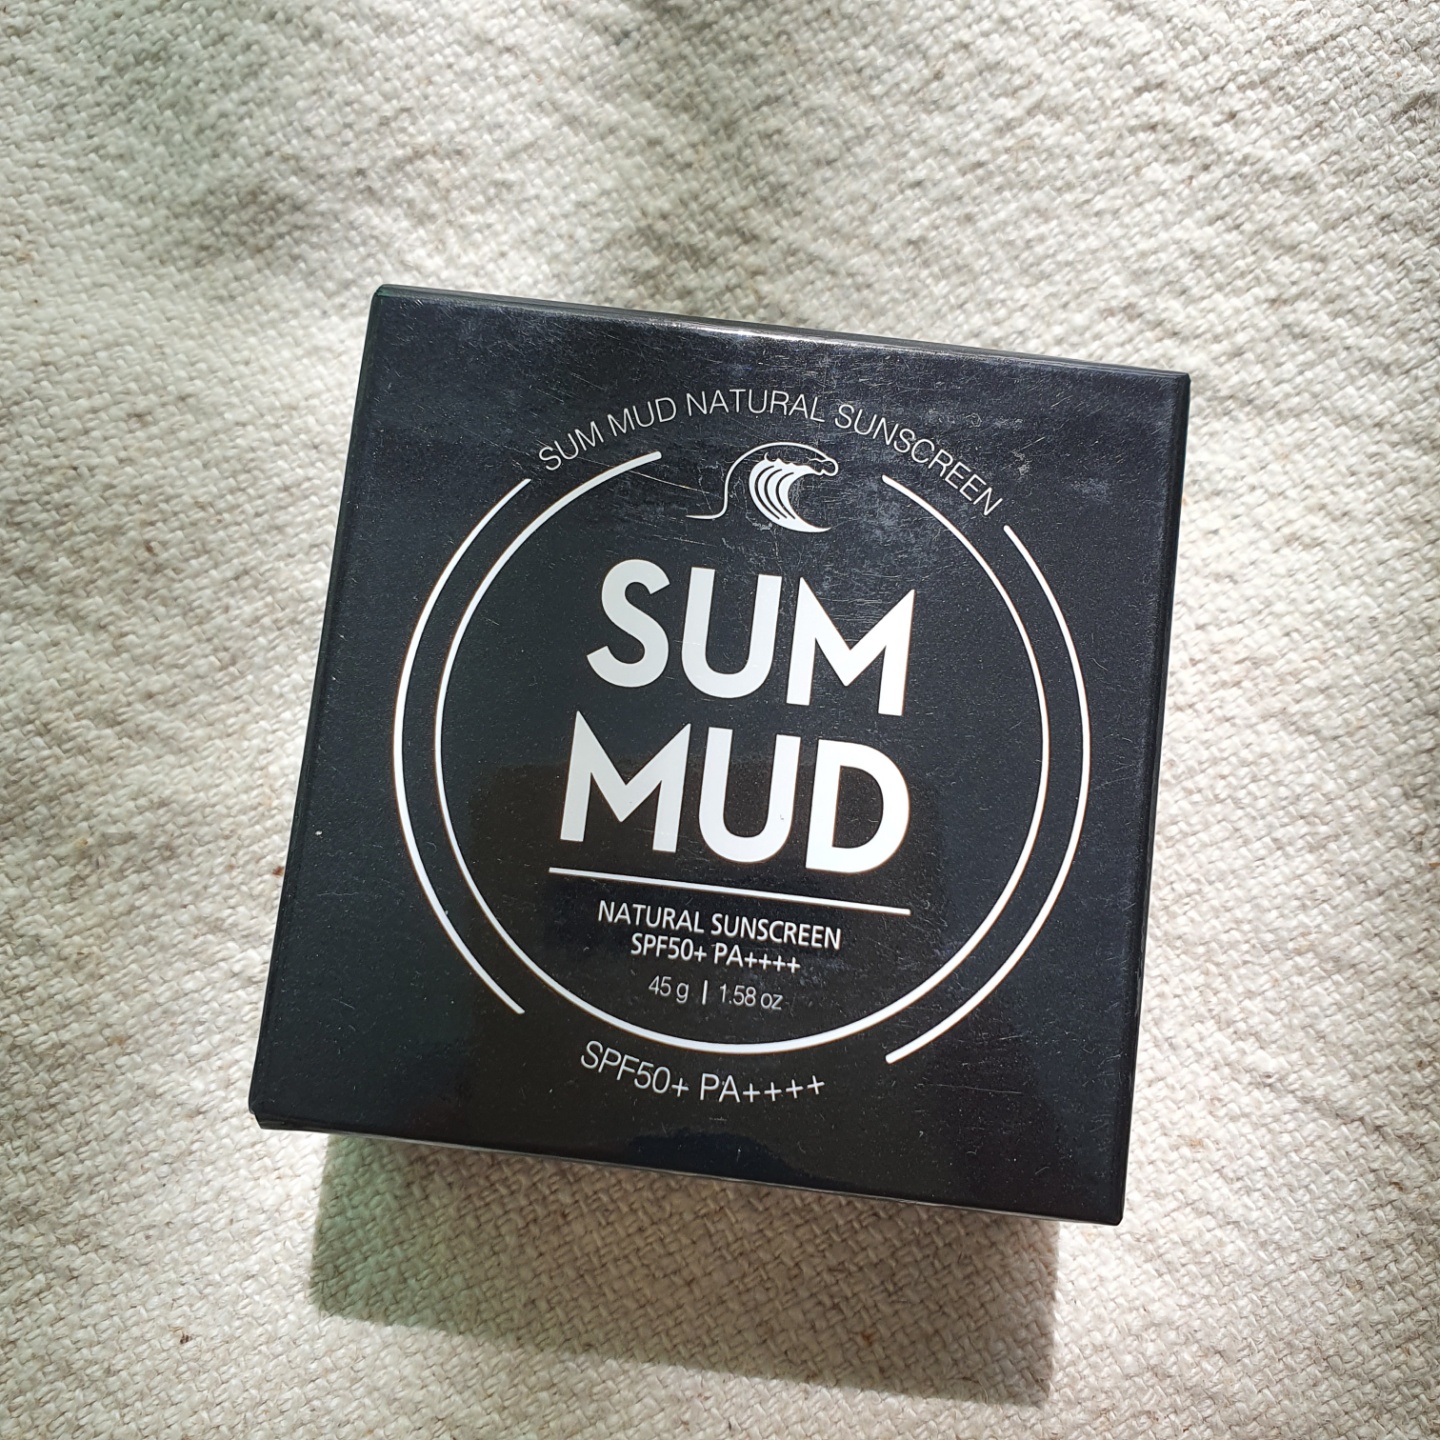 SUM MUD NATURAL SUNSCREEN
SUM
MUD
NATURAL SUNSCREEN
SPF50+ PA++++
45 g | 1.58 oz
SPF50+ PA++++